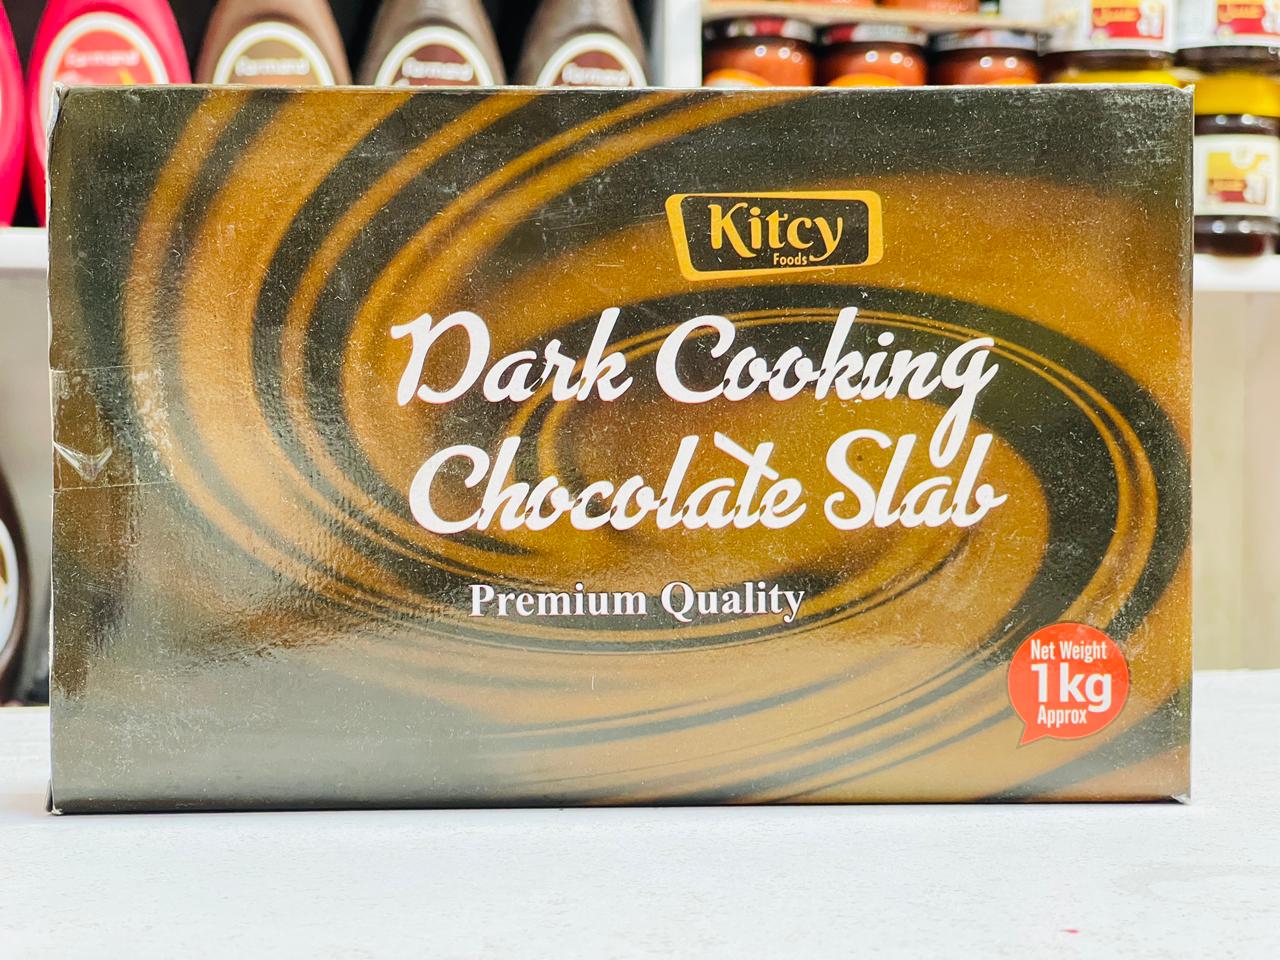 Kitcy
Foods
Dark Cooking
Chocolate Slab
Premium Quality
Net Weight
1kg
Approx